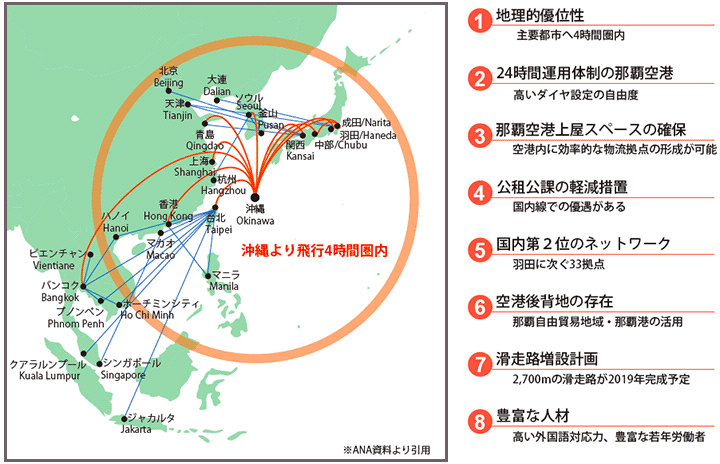 北京
Beijing
大連
Dalian
天津
Tianjin
ソウル
Seoul
釜山
Pusan
成田/Narita
羽田/Haneda
中部/Chubu
関西
Kansai
青島
Qingdao
上海
Shanghar
杭州
Hangzhou
沖縄
Okinawa
香港
Hong Kong
台北
Taipei
ハノイ
Hanoi
マカオ
Macao
沖縄より飛行4時間圏内
ビエンチャン
Vientiane
マニラ
Manila
バンコク
Bangkok
プノンペン
Phnom Penh
ホーチミンシティ
Ho Chi Minh
クアラルンプール
Kuala Lumpur
シンガポール
Singapore
ジャカルタ
Jakarta
※ANA資料より引用
1 地理的優位性
主要都市へ4時間圏内
2 24時間運用体制の那覇空港
高いダイヤ設定の自由度
3 那覇空港上屋スペースの確保
空港内に効率的な物流拠点の形成が可能
4 公租公課の軽減措置
国内線での優遇がある
5 国内第2位のネットワーク
羽田に次ぐ33拠点
6 空港後背地の存在
那覇自由貿易地域・那覇港の活用
7 滑走路増設計画
2,700mの滑走路が2019年完成予定
8 豊富な人材
高い外国語対応力、豊富な若年労働者